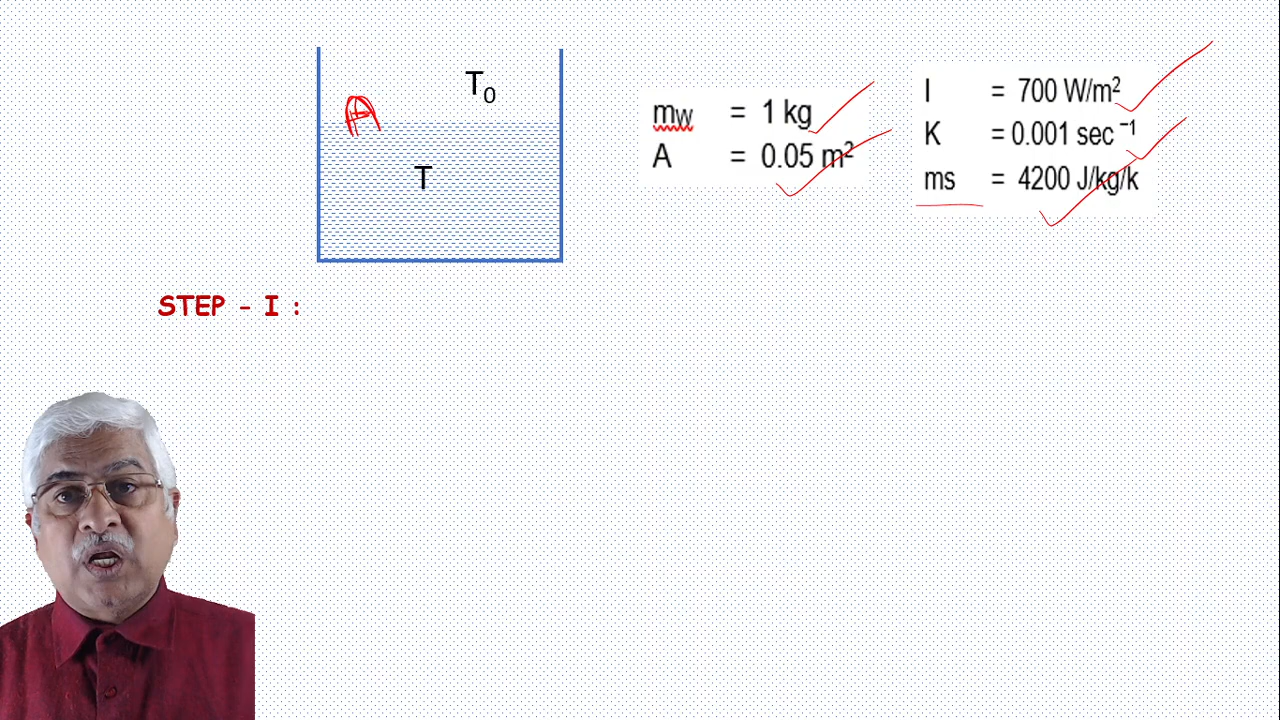 T₀
A
T
mw = 1 kg
A = 0.05 m²
I = 700 W/m²
K = 0.001 sec⁻¹
ms = 4200 J/kg/k
STEP - I :